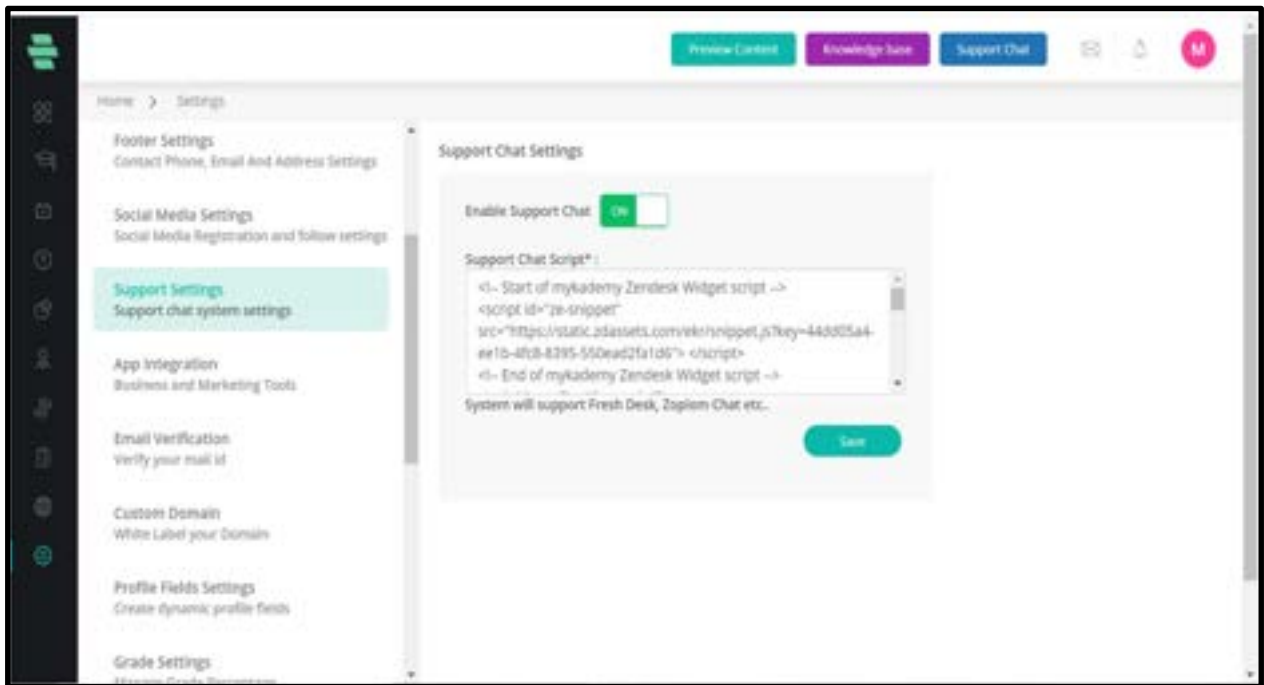 Preview Content
Knowledge base
Support Chat
M
Home > Settings
Footer Settings
Contact Phone, Email And Address Settings
Social Media Settings
Social Media Registration and follow settings
Support Settings
Support chat system settings
App Integration
Business and Marketing Tools
Email Verification
Verify your mail id
Custom Domain
White Label your Domain
Profile Fields Settings
Create dynamic profile fields
Grade Settings
Manage Grade Percentage
Support Chat Settings
Enable Support Chat ON
Support Chat Script* :
<!-- Start of mykademy Zendesk Widget script -->
<script id="ze-snippet"
src="https://static.zdassets.com/ekr/snippet.js?key=44dd05a4-
ee1b-4fc8-8395-550ead2fa1d6"> </script>
<!-- End of mykademy Zendesk Widget script -->
System will support Fresh Desk, Zoplom Chat etc..
Save